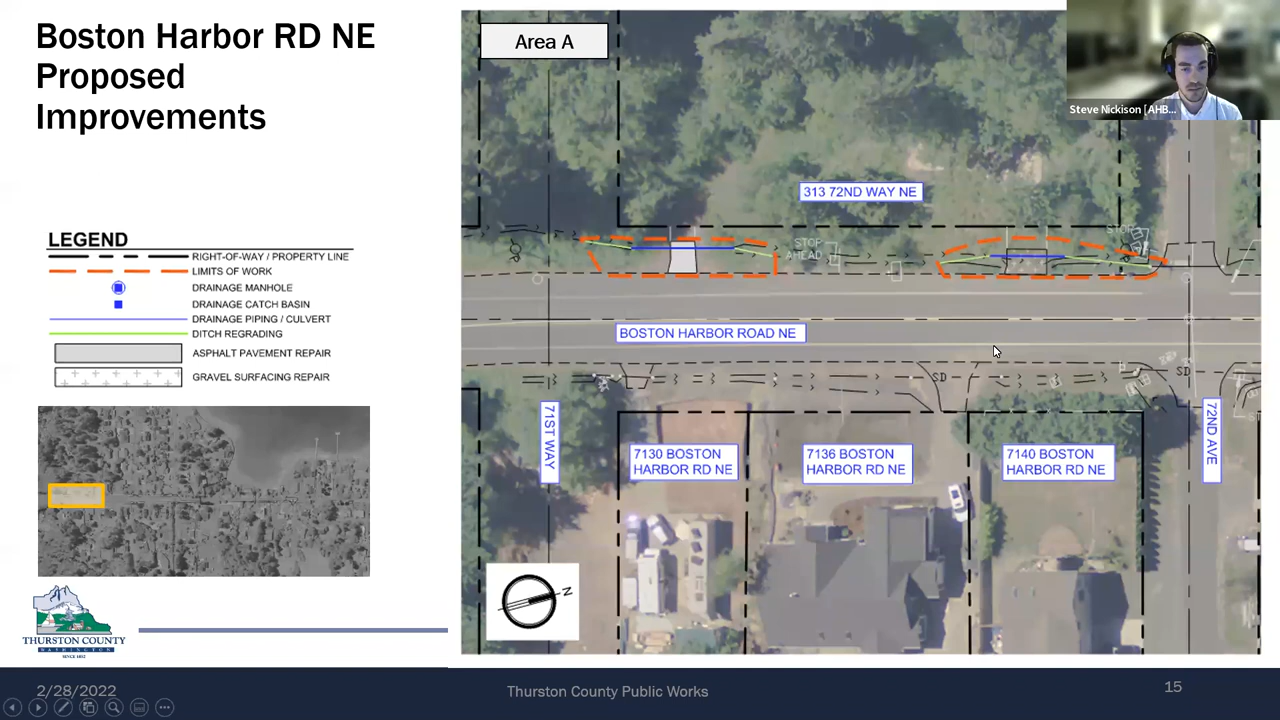 Boston Harbor RD NE
Proposed
Improvements
LEGEND
RIGHT-OF-WAY / PROPERTY LINE
LIMITS OF WORK
DRAINAGE MANHOLE
DRAINAGE CATCH BASIN
DRAINAGE PIPING / CULVERT
DITCH REGRADING
ASPHALT PAVEMENT REPAIR
GRAVEL SURFACING REPAIR
THURSTON COUNTY
WASHINGTON
SINCE 1852
Area A
Steve Nickison [AHB...
313 72ND WAY NE
STOP
AHEAD
STOP
BOSTON HARBOR ROAD NE
SD
SD
71ST WAY
7130 BOSTON
HARBOR RD NE
7136 BOSTON
HARBOR RD NE
7140 BOSTON
HARBOR RD NE
72ND AVE
N
2/28/2022
Thurston County Public Works
15